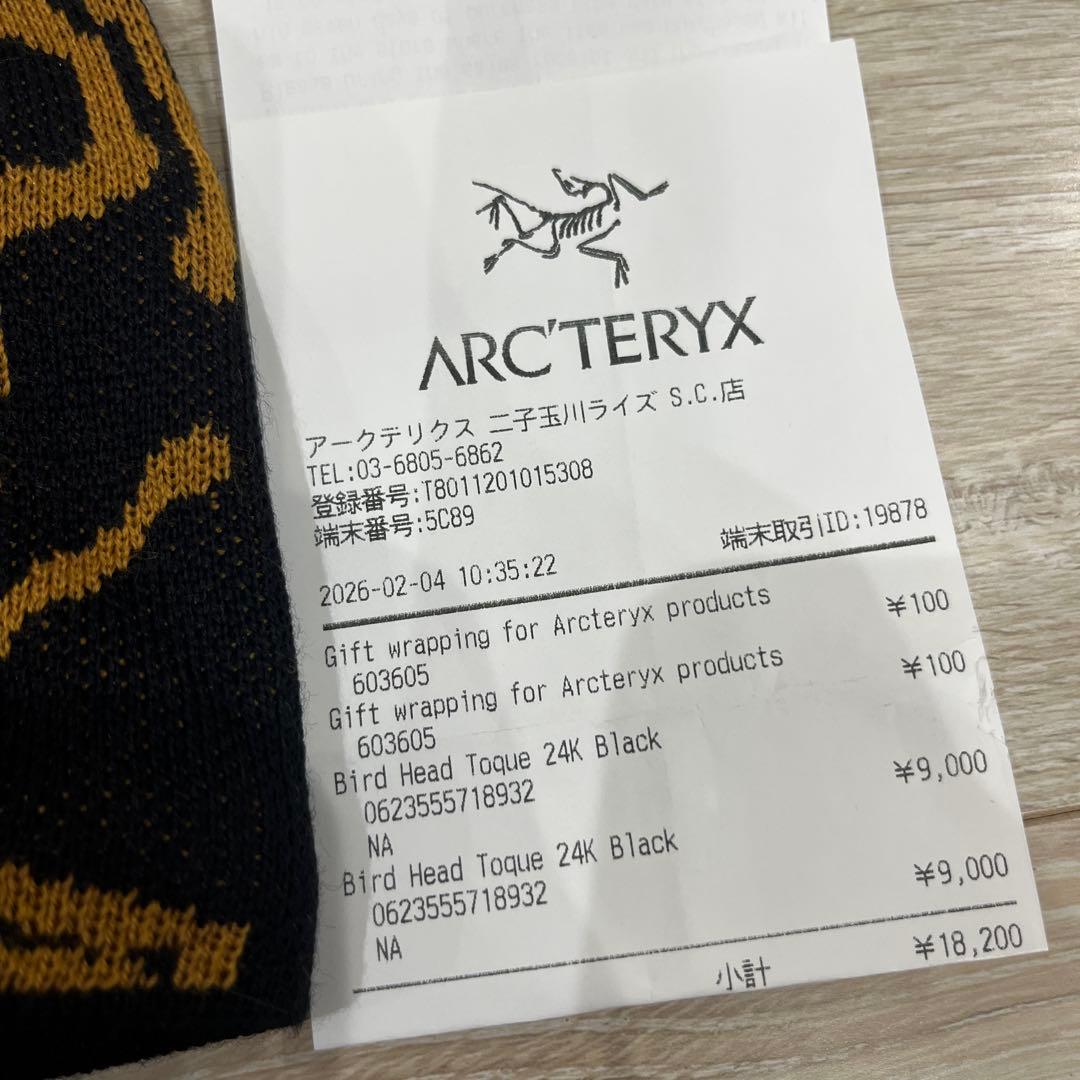 ARC'TERYX
アークテリクス 二子玉川ライズ S.C.店
TEL:03-6805-6862
登録番号:T8011201015308
端末番号:5C89
端末取引ID:19878
2026-02-04 10:35:22
Gift wrapping for Arcteryx products ¥100
603605
Gift wrapping for Arcteryx products ¥100
603605
Bird Head Toque 24K Black ¥9,000
0623555718932
NA
Bird Head Toque 24K Black ¥9,000
0623555718932
NA
小計 ¥18,200